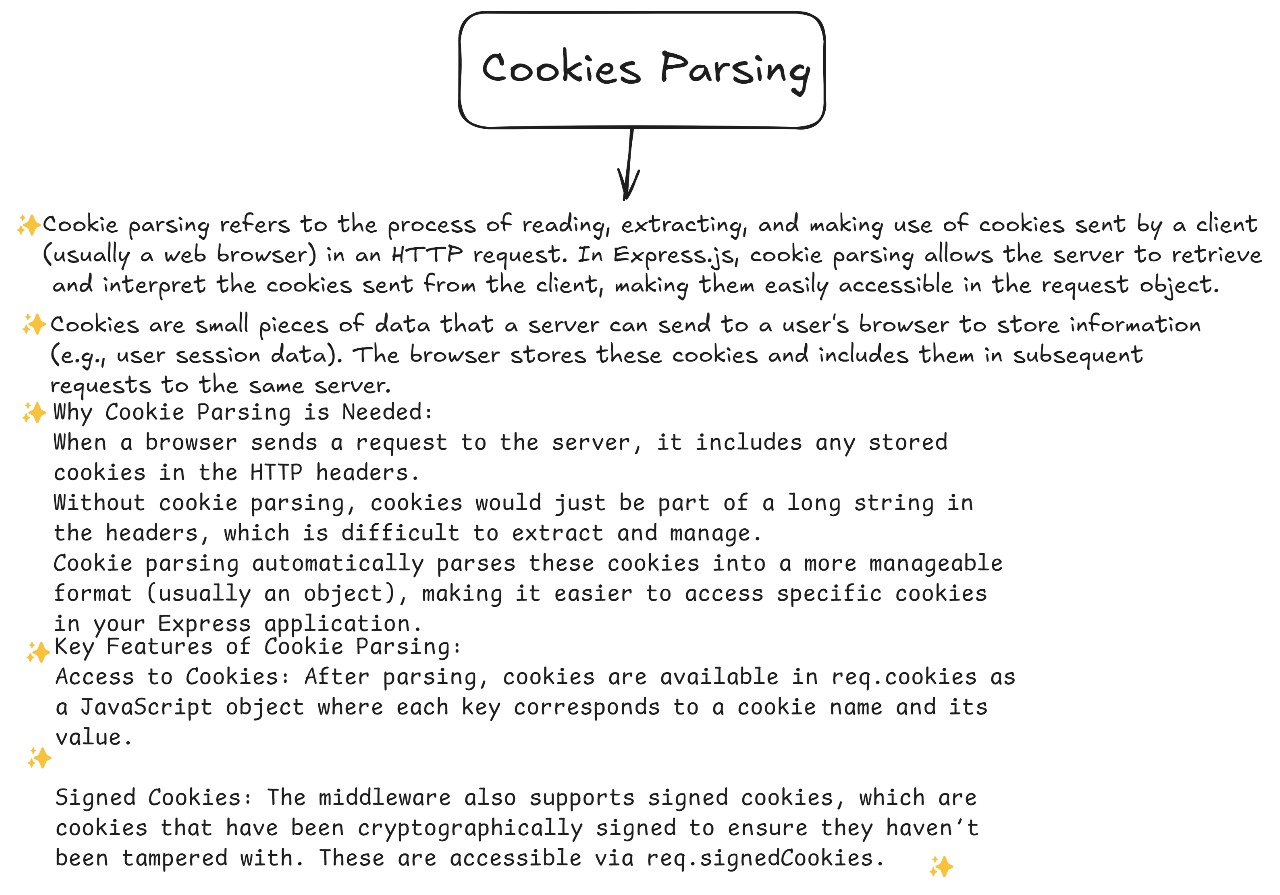 Cookies Parsing
✨Cookie parsing refers to the process of reading, extracting, and making use of cookies sent by a client
(usually a web browser) in an HTTP request. In Express.js, cookie parsing allows the server to retrieve
and interpret the cookies sent from the client, making them easily accessible in the request object.
✨Cookies are small pieces of data that a server can send to a user's browser to store information
(e.g., user session data). The browser stores these cookies and includes them in subsequent
requests to the same server.
✨Why Cookie Parsing is Needed:
When a browser sends a request to the server, it includes any stored
cookies in the HTTP headers.
Without cookie parsing, cookies would just be part of a long string in
the headers, which is difficult to extract and manage.
Cookie parsing automatically parses these cookies into a more manageable
format (usually an object), making it easier to access specific cookies
in your Express application.
✨Key Features of Cookie Parsing:
Access to Cookies: After parsing, cookies are available in req.cookies as
a JavaScript object where each key corresponds to a cookie name and its
value.
✨
Signed Cookies: The middleware also supports signed cookies, which are
cookies that have been cryptographically signed to ensure they haven't
been tampered with. These are accessible via req.signedCookies. ✨